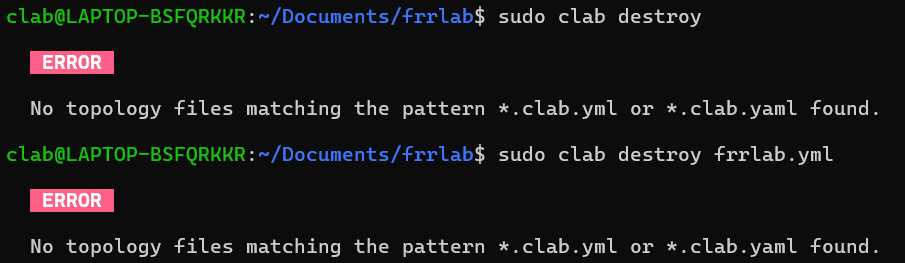 clab@LAPTOP-BSFQRKKR:~/Documents/frrlab$ sudo clab destroy
ERROR
No topology files matching the pattern *.clab.yml or *.clab.yaml found.
clab@LAPTOP-BSFQRKKR:~/Documents/frrlab$ sudo clab destroy frrlab.yml
ERROR
No topology files matching the pattern *.clab.yml or *.clab.yaml found.